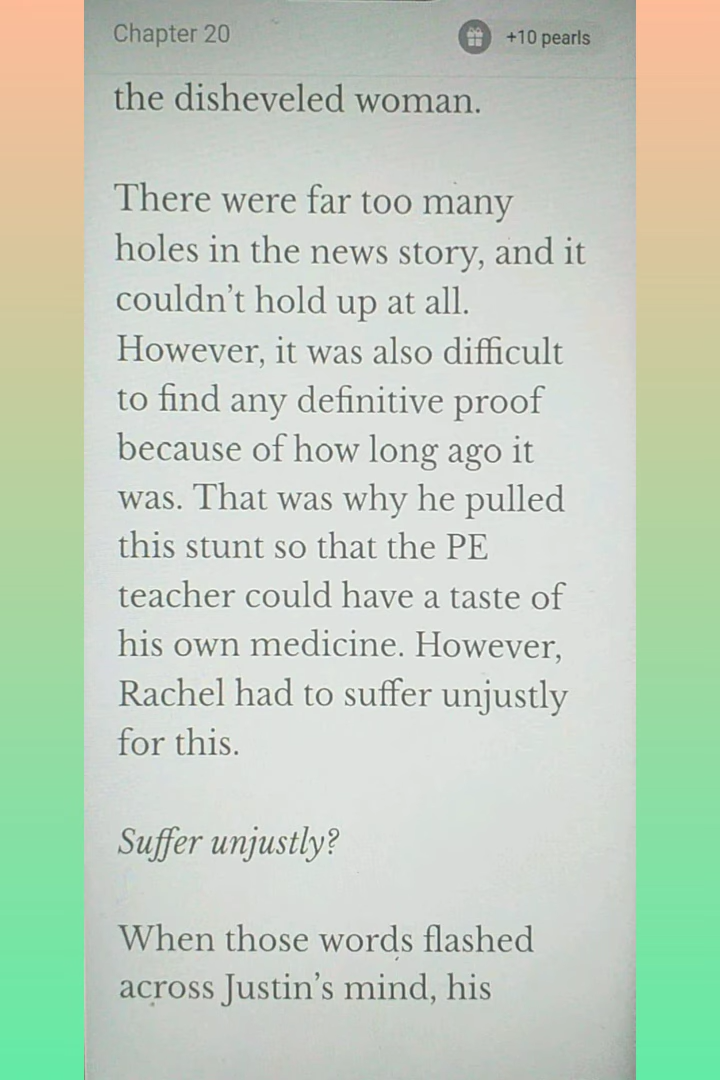 Chapter 20
+10 pearls
the disheveled woman.
There were far too many
holes in the news story, and it
couldn’t hold up at all.
However, it was also difficult
to find any definitive proof
because of how long ago it
was. That was why he pulled
this stunt so that the PE
teacher could have a taste of
his own medicine. However,
Rachel had to suffer unjustly
for this.
Suffer unjustly?
When those words flashed
across Justin’s mind, his